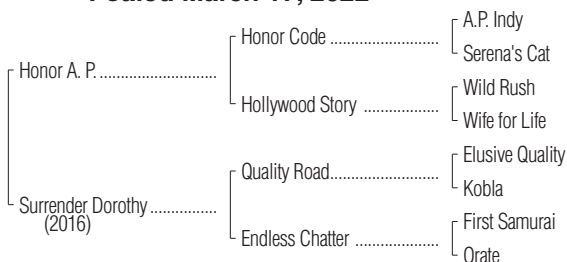 Foaled March 17, 2022
A.P. Indy
Honor Code
Serena's Cat
Honor A. P.
Wild Rush
Hollywood Story
Wife for Life
Elusive Quality
Quality Road
Kobla
Surrender Dorothy
(2016)
First Samurai
Endless Chatter
Orate